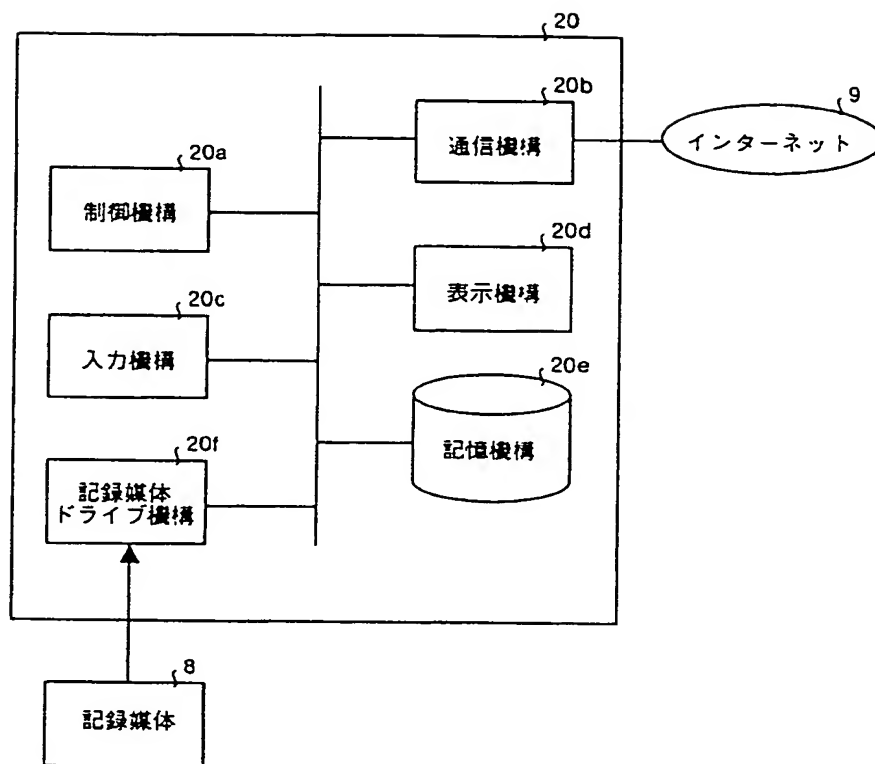 20
20b
通信機構
9
インターネット
20a
制御機構
20d
表示機構
20c
入力機構
20e
記憶機構
20f
記録媒体
ドライブ機構
8
記録媒体